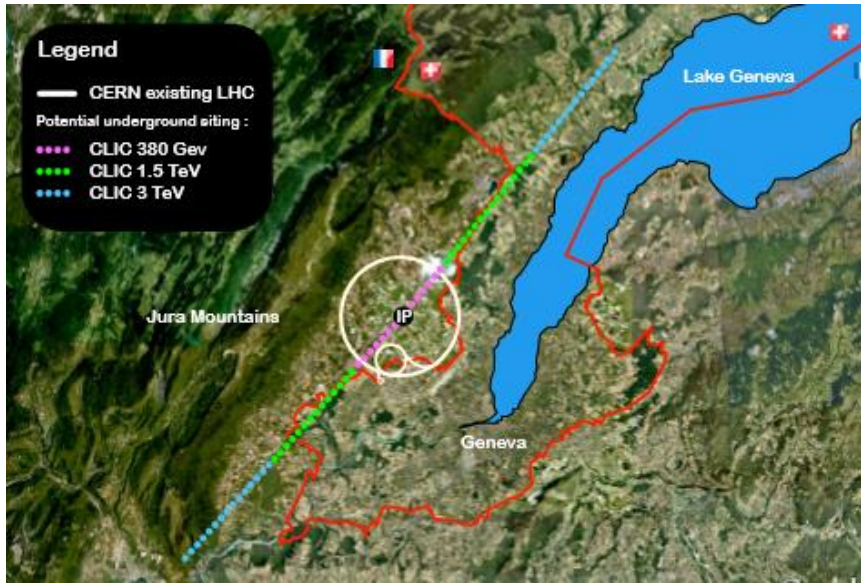 Legend
CERN existing LHC
Potential underground siting :
CLIC 380 Gev
CLIC 1.5 TeV
CLIC 3 TeV
Lake Geneva
Jura Mountains
IP
Geneva